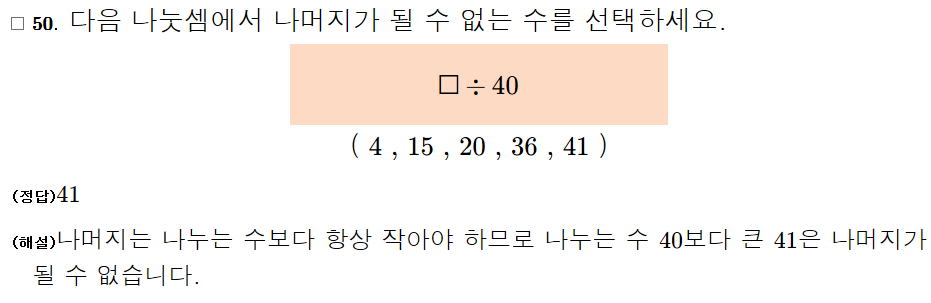 □ 50. 다음 나눗셈에서 나머지가 될 수 없는 수를 선택하세요.
□ ÷ 40
( 4 , 15 , 20 , 36 , 41 )
(정답)41
(해설)나머지는 나누는 수보다 항상 작아야 하므로 나누는 수 40보다 큰 41은 나머지가
될 수 없습니다.